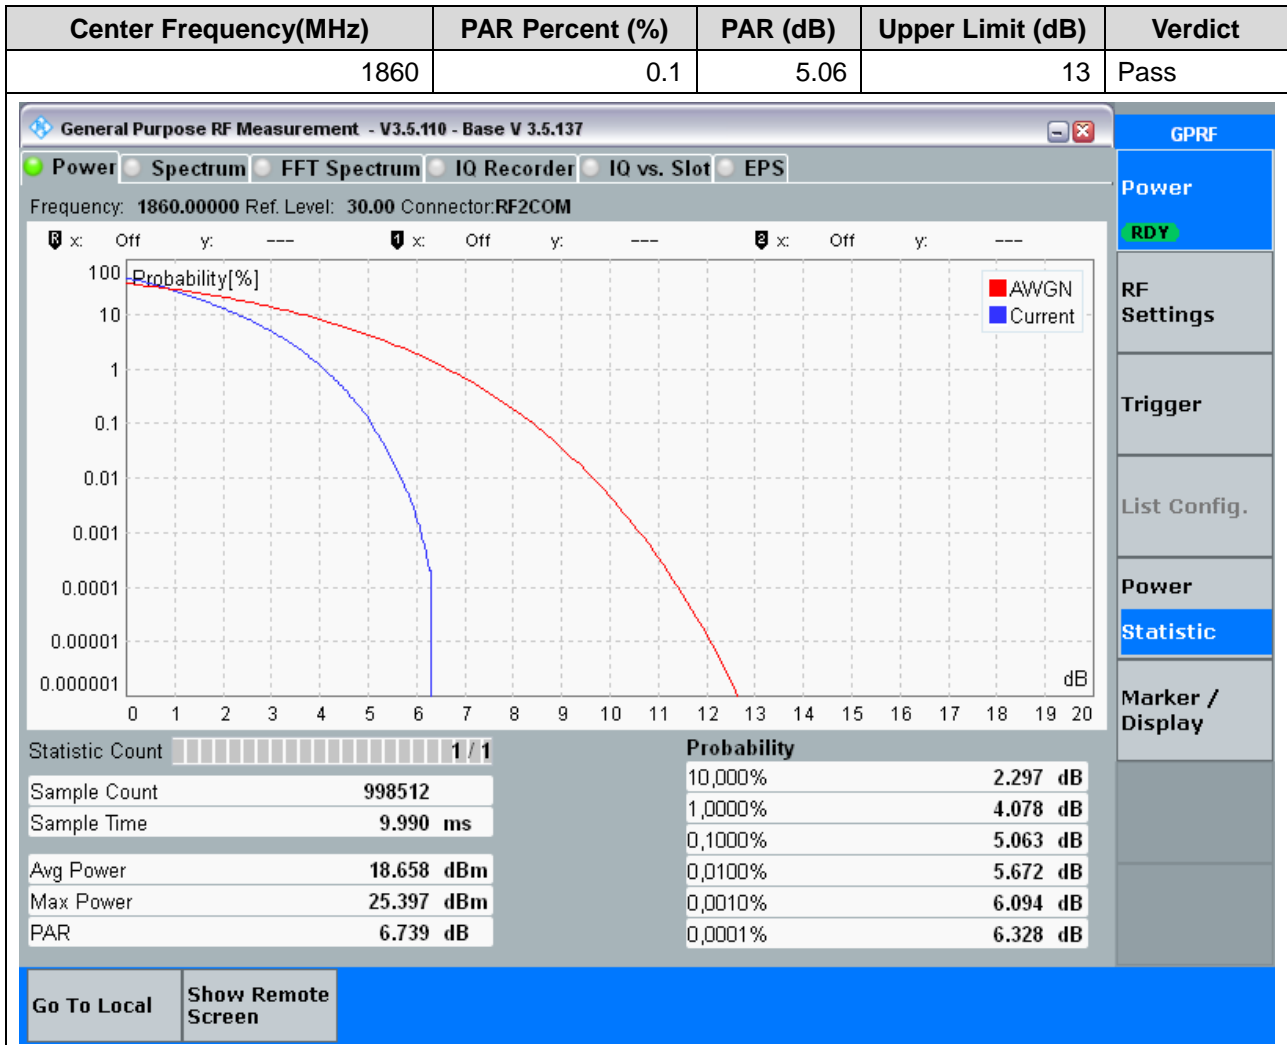 Center Frequency(MHz) PAR Percent (%) PAR (dB) Upper Limit (dB) Verdict
1860 0.1 5.06 13 Pass
General Purpose RF Measurement - V3.5.110 - Base V 3.5.137
GPRF
Power Spectrum FFT Spectrum IQ Recorder IQ vs. Slot EPS
Power
RDY
Frequency: 1860.00000 Ref. Level: 30.00 Connector:RF2COM
R x: Off y: --- 1 x: Off y: --- 2 x: Off y: ---
Probability[%]
AWGN
Current
100
10
1
0.1
0.01
0.001
0.0001
0.00001
0.000001
dB
0 1 2 3 4 5 6 7 8 9 10 11 12 13 14 15 16 17 18 19 20
RF
Settings
Trigger
List Config.
Power
Statistic
Marker /
Display
Statistic Count 1 / 1
Sample Count 998512
Sample Time 9.990 ms
Avg Power 18.658 dBm
Max Power 25.397 dBm
PAR 6.739 dB
Probability
10,000% 2.297 dB
1,0000% 4.078 dB
0,1000% 5.063 dB
0,0100% 5.672 dB
0,0010% 6.094 dB
0,0001% 6.328 dB
Go To Local
Show Remote
Screen